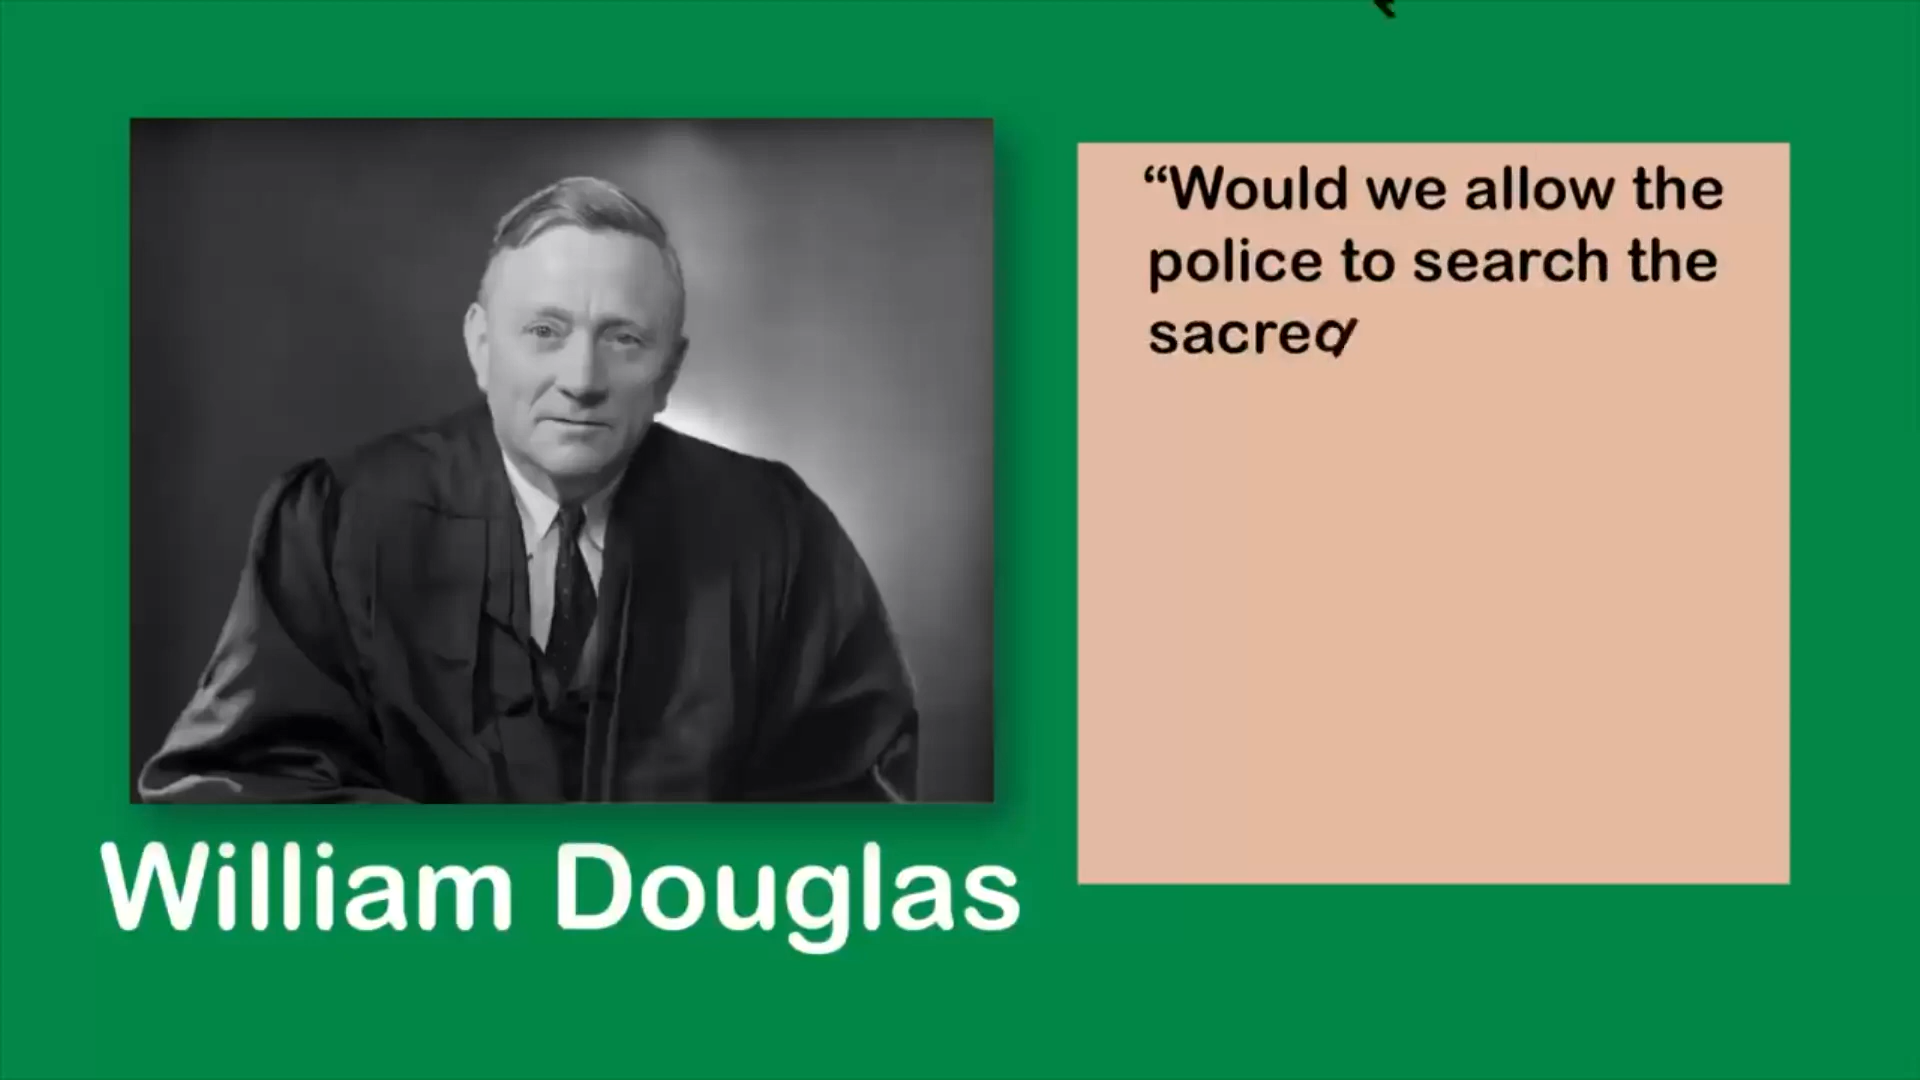 “Would we allow the
police to search the
sacred
William Douglas